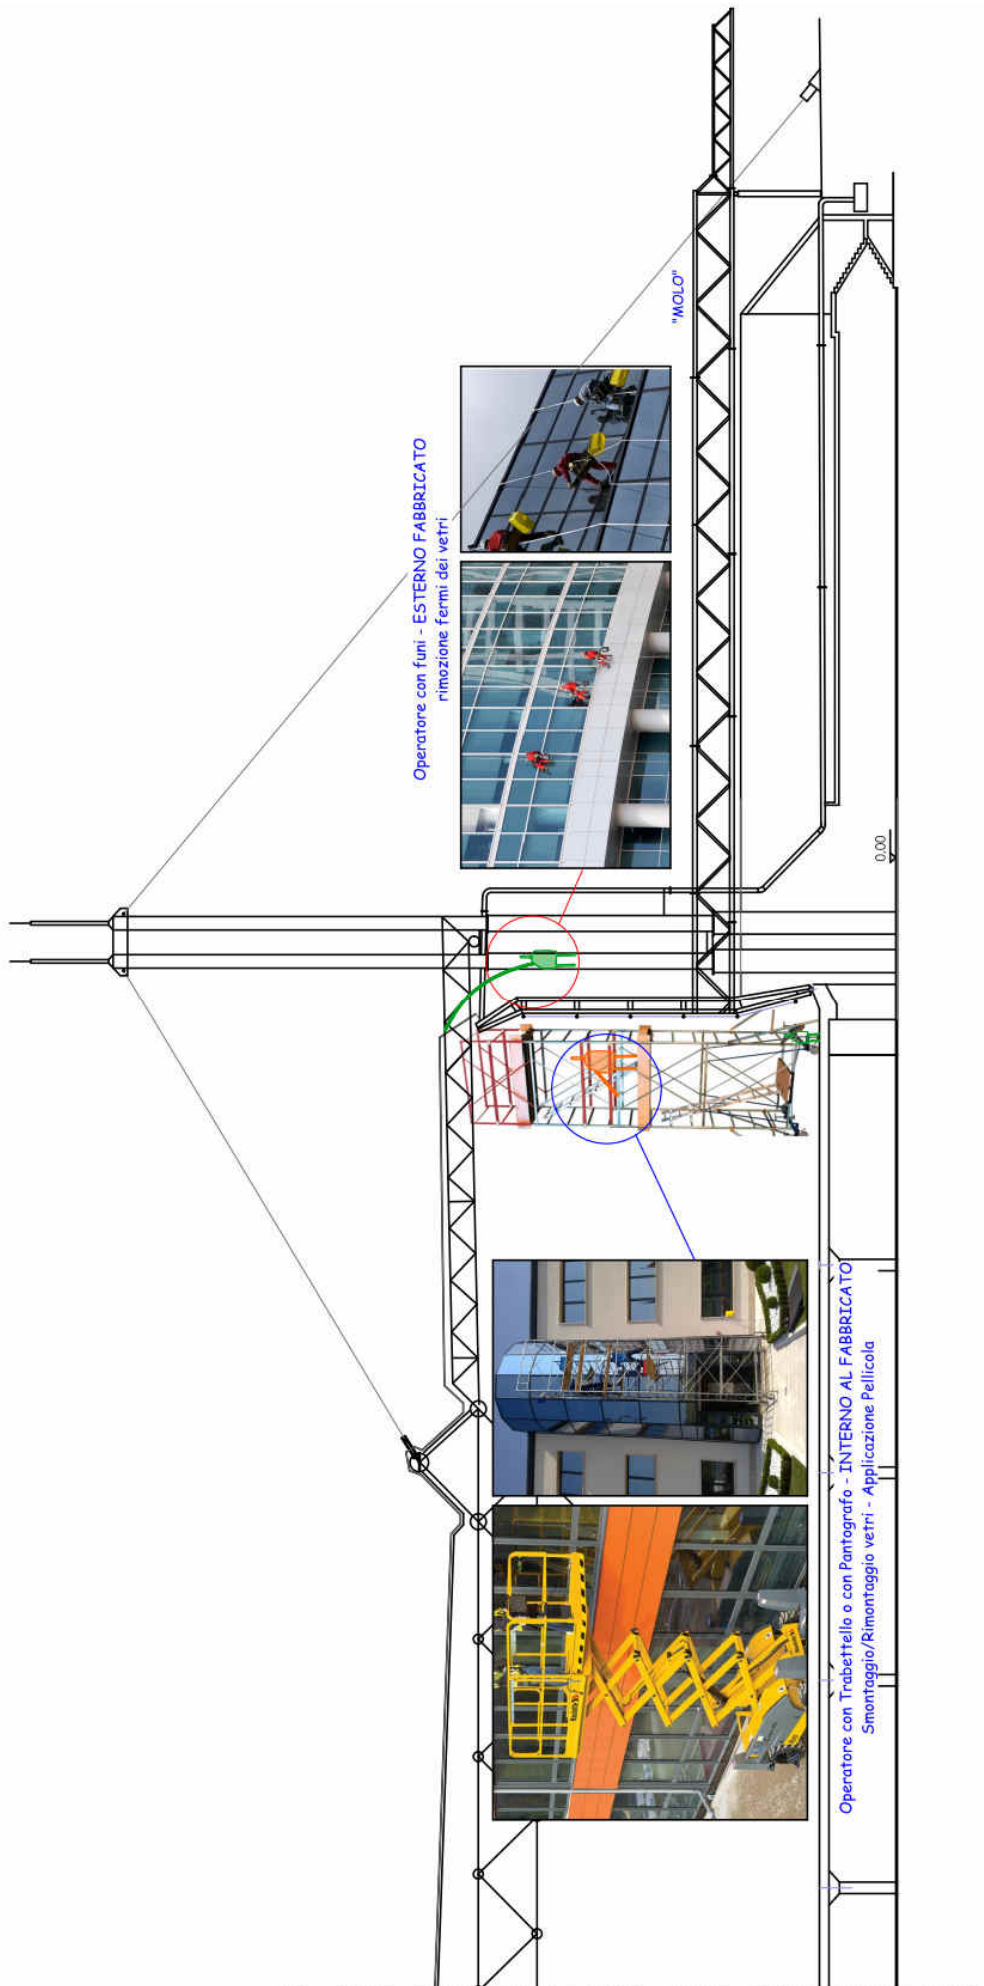 Operatore con funi - ESTERNO FABBRICATO
rimozione fermi dei vetri
"MOLO"
0.00
Operatore con Trabettello o con Pantografo - INTERNO AL FABBRICATO
Smontaggio/Rimontaggio vetri - Applicazione Pellicola